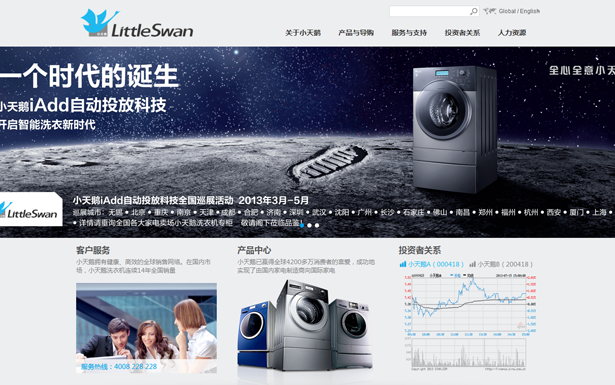 LittleSwan
Global / English
关于小天鹅 产品与导购 服务与支持 投资者关系 人力资源
一个时代的诞生
小天鹅iAdd自动投放科技
开启智能洗衣新时代
全心全意小天
LittleSwan
小天鹅iAdd自动投放科技全国巡展活动 2013年3月-5月
巡展城市：无锡 • 北京 • 重庆 • 南京 • 天津 • 成都 • 合肥 • 济南 • 深圳 • 武汉 • 沈阳 • 广州 • 长沙 • 石家庄 • 佛山 • 南昌 • 郑州 • 福州 • 杭州 • 西安 • 厦门 • 上海 •
• 详情请垂询全国各大家电卖场小天鹅洗衣机专柜 敬请阁下莅临品鉴!
客户服务
小天鹅拥有健康、高效的全球销售网络。在国内市
场，小天鹅洗衣机连续14年全国销量
服务热线：4008 228 228
产品中心
小天鹅已赢得全球4200多万消费者的喜爱，成功地
实现了由国内家电制造商向国际家电
投资者关系
小天鹅A（000418） 小天鹅B（200418）